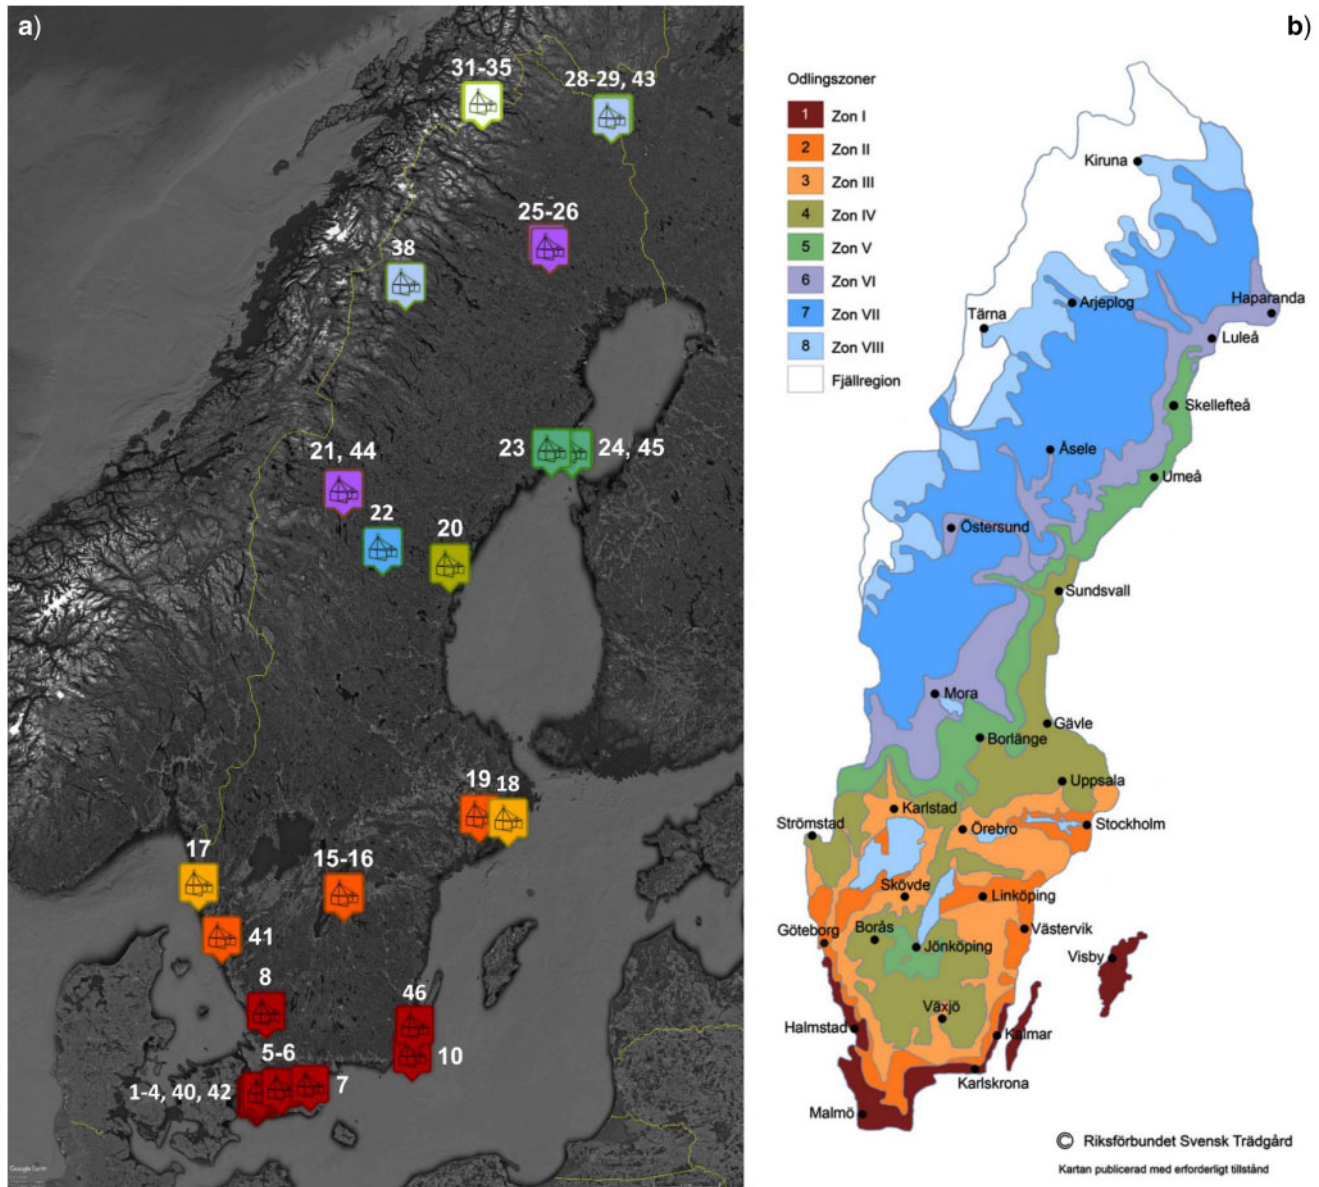 a)
31-35
28-29, 43
25-26
38
23
24, 45
21, 44
22
20
19
18
17
15-16
41
8
46
5-6
10
1-4, 40, 42
7
Google Earth
b)
Odlingszoner
1 Zon I
2 Zon II
3 Zon III
4 Zon IV
5 Zon V
6 Zon VI
7 Zon VII
8 Zon VIII
Fjällregion
Kiruna
Haparanda
Arjeplog
Tärna
Luleå
Skellefteå
Åsele
Umeå
Östersund
Sundsvall
Mora
Gävle
Borlänge
Uppsala
Karlstad
Strömstad
Örebro
Stockholm
Skövde
Linköping
Göteborg
Borås
Västervik
Jönköping
Visby
Växjö
Halmstad
Kalmar
Karlskrona
Malmö
© Riksförbundet Svensk Trädgård
Kartan publicerad med erforderligt tillstånd